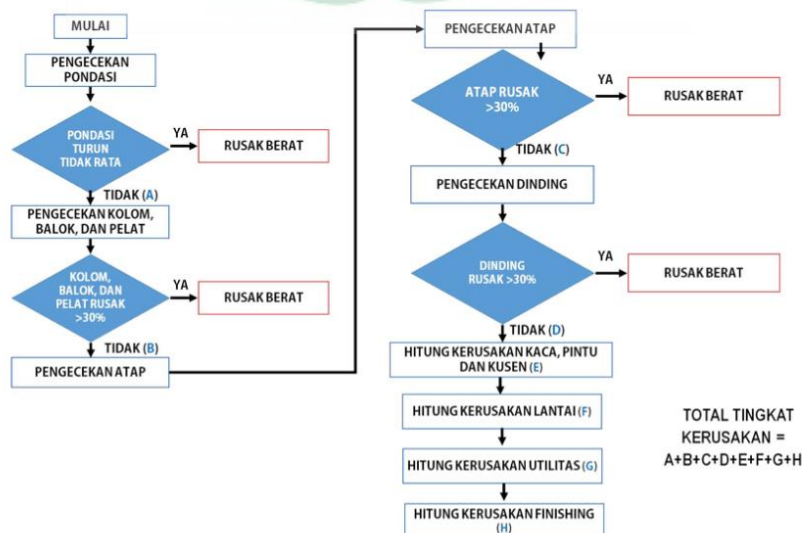 MULAI
PENGECEKAN
PONDASI
PONDASI
TURUN
TIDAK RATA
YA
RUSAK BERAT
TIDAK (A)
PENGECEKAN KOLOM,
BALOK, DAN PELAT
KOLOM,
BALOK, DAN
PELAT RUSAK
>30%
YA
RUSAK BERAT
TIDAK (B)
PENGECEKAN ATAP
PENGECEKAN ATAP
ATAP RUSAK
>30%
YA
RUSAK BERAT
TIDAK (C)
PENGECEKAN DINDING
DINDING
RUSAK >30%
YA
RUSAK BERAT
TIDAK (D)
HITUNG KERUSAKAN KACA, PINTU
DAN KUSEN (E)
HITUNG KERUSAKAN LANTAI (F)
HITUNG KERUSAKAN UTILITAS (G)
HITUNG KERUSAKAN FINISHING
(H)
TOTAL TINGKAT
KERUSAKAN =
A+B+C+D+E+F+G+H